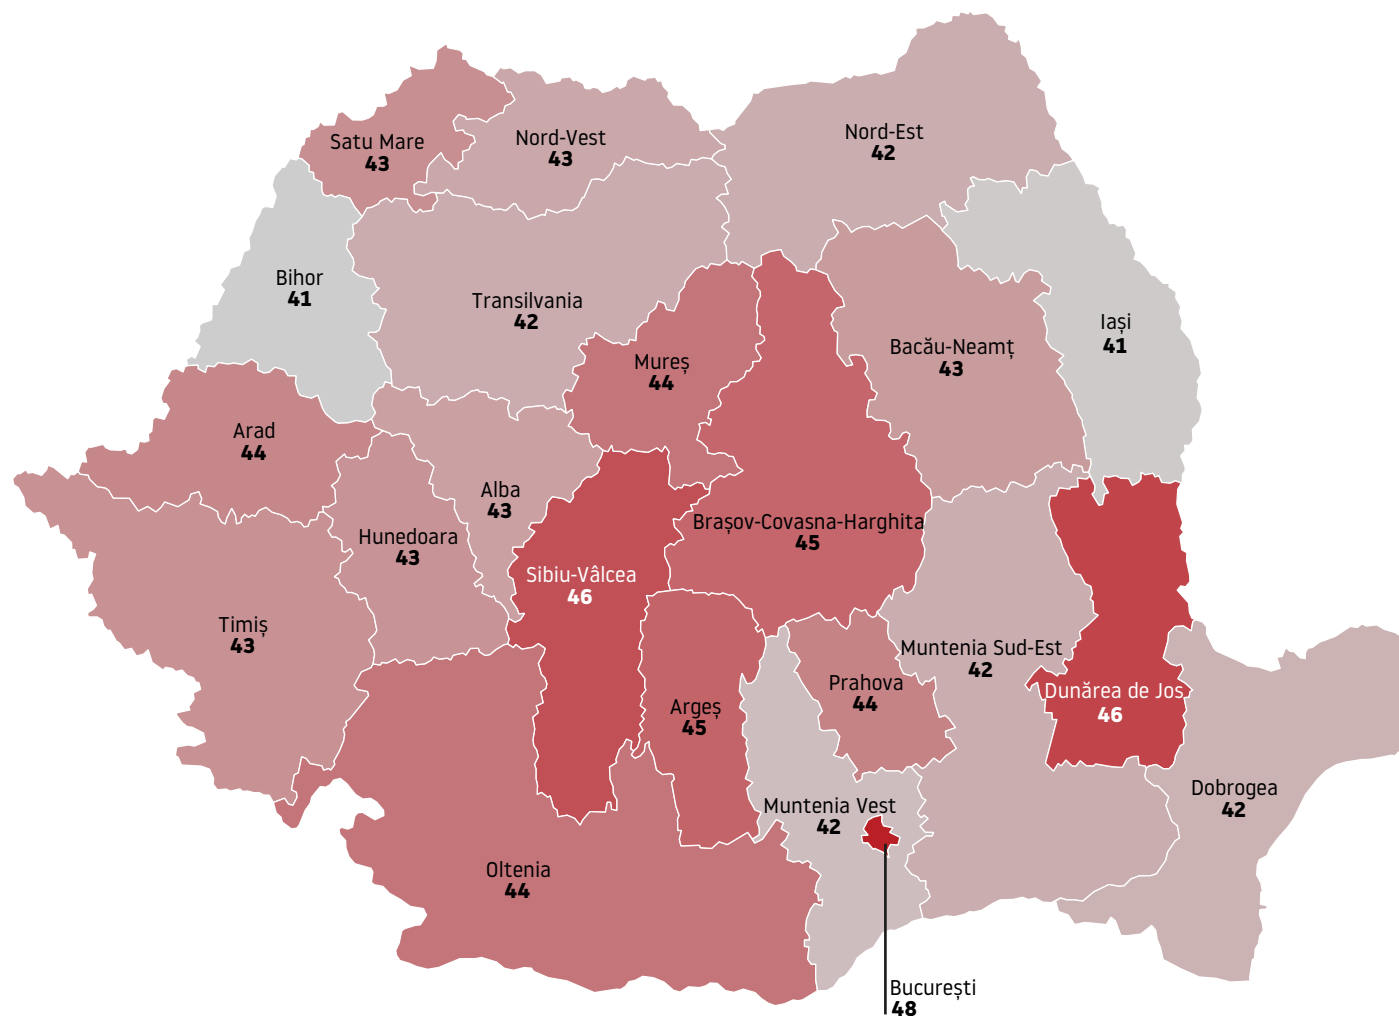 Nord-Est
42
Satu Mare
43
Nord-Vest
43
Bihor
41
Transilvania
42
Iași
41
Bacău-Neamț
43
Mureș
44
Arad
44
Alba
43
Brașov-Covasna-Harghita
45
Hunedoara
43
Sibiu-Vâlcea
46
Timiș
43
Muntenia Sud-Est
42
Prahova
44
Dunărea de Jos
46
Argeș
45
Dobrogea
42
Muntenia Vest
42
Oltenia
44
București
48